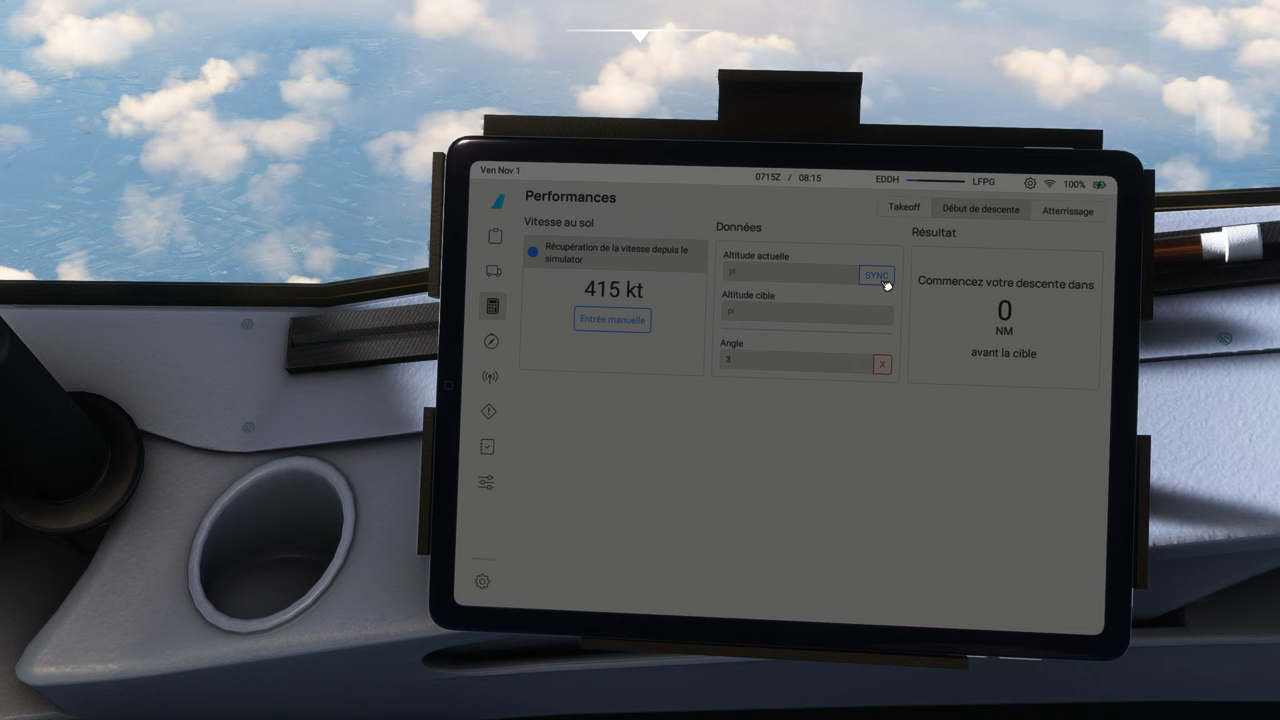 Ven Nov 1
0715Z / 08:15
EDDH
LFPG
100%
Performances
Takeoff
Début de descente
Atterrissage
Vitesse au sol
Récupération de la vitesse depuis le
simulator
415 kt
Entrée manuelle
Données
Altitude actuelle
pi
SYNC
Altitude cible
pi
Angle
3
X
Résultat
Commencez votre descente dans
0
NM
avant la cible